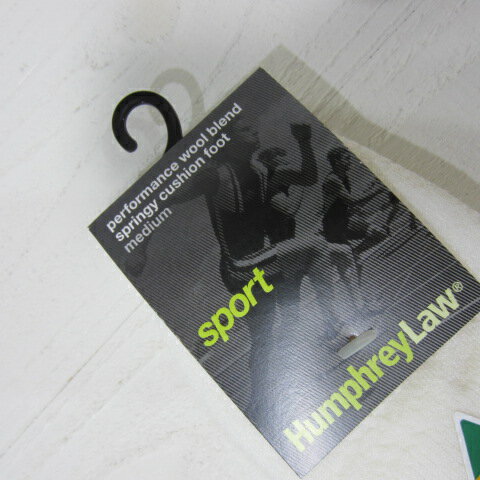 performance wool blend
springy cushion foot
medium
sport
HumphreyLaw®